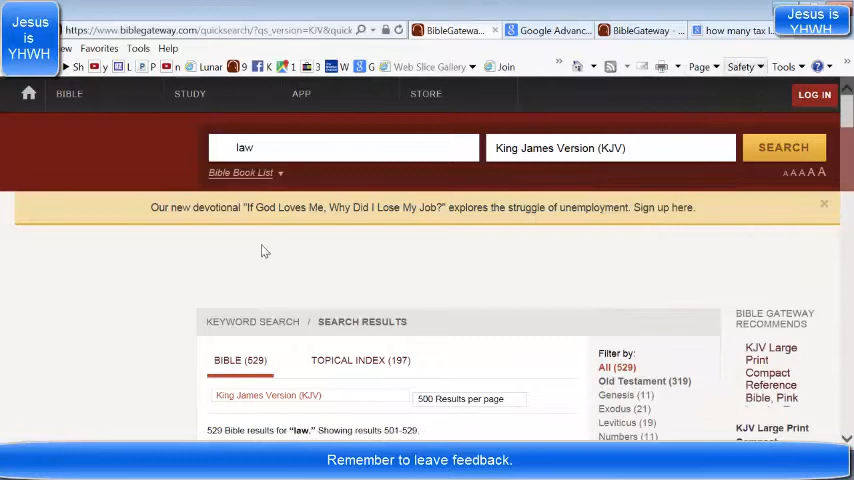 Jesus
is
YHWH
Jesus is
YHWH
https://www.biblegateway.com/quicksearch/?qs_version=KJV&quick
BibleGatewa...
Google Advanc...
BibleGateway - ...
how many tax l...
ew Favorites Tools Help
Sh y L P n Lunar 9 K 1 3 W G Web Slice Gallery Join
Page Safety Tools
BIBLE STUDY APP STORE LOG IN
law King James Version (KJV) SEARCH
Bible Book List A A A A A
Our new devotional "If God Loves Me, Why Did I Lose My Job?" explores the struggle of unemployment. Sign up here.
KEYWORD SEARCH / SEARCH RESULTS
BIBLE (529) TOPICAL INDEX (197)
King James Version (KJV) 500 Results per page
529 Bible results for “law.” Showing results 501-529.
Filter by:
All (529)
Old Testament (319)
Genesis (11)
Exodus (21)
Leviticus (19)
Numbers (11)
BIBLE GATEWAY
RECOMMENDS
KJV Large
Print
Compact
Reference
Bible, Pink
KJV Large Print
Remember to leave feedback.